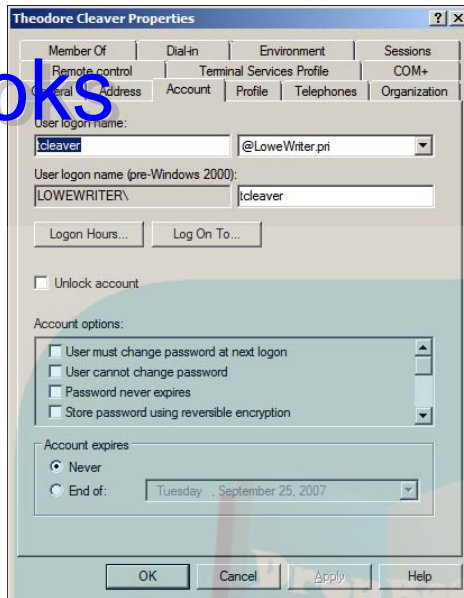 Theodore Cleaver Properties
Member Of Dial-in Environment Sessions
Remote control Terminal Services Profile COM+
General Address Account Profile Telephones Organization
oks
User logon name:
tcleaver @LoweWriter.pri
User logon name (pre-Windows 2000):
LOWEWRITER\ tcleaver
Logon Hours... Log On To...
Unlock account
Account options:
User must change password at next logon
User cannot change password
Password never expires
Store password using reversible encryption
Account expires
Never
End of: Tuesday , September 25, 2007
OK Cancel Apply Help